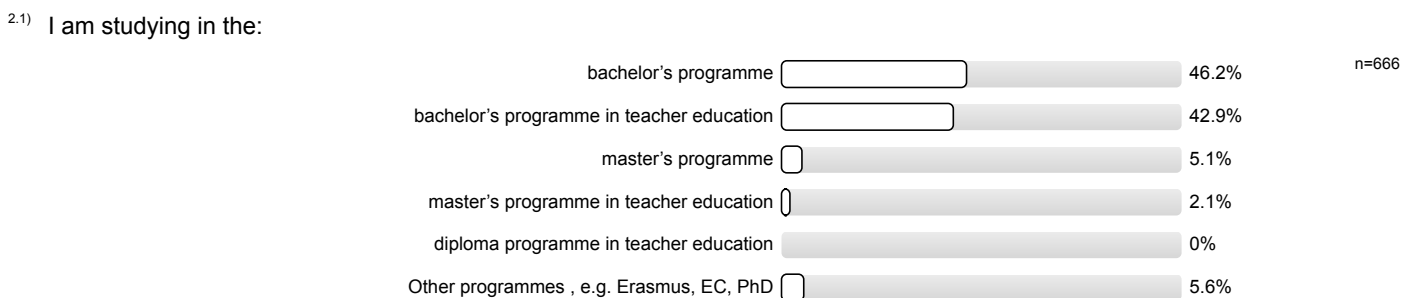 2.1) I am studying in the:
n=666
bachelor’s programme 46.2%
bachelor’s programme in teacher education 42.9%
master’s programme 5.1%
master’s programme in teacher education 2.1%
diploma programme in teacher education 0%
Other programmes , e.g. Erasmus, EC, PhD 5.6%